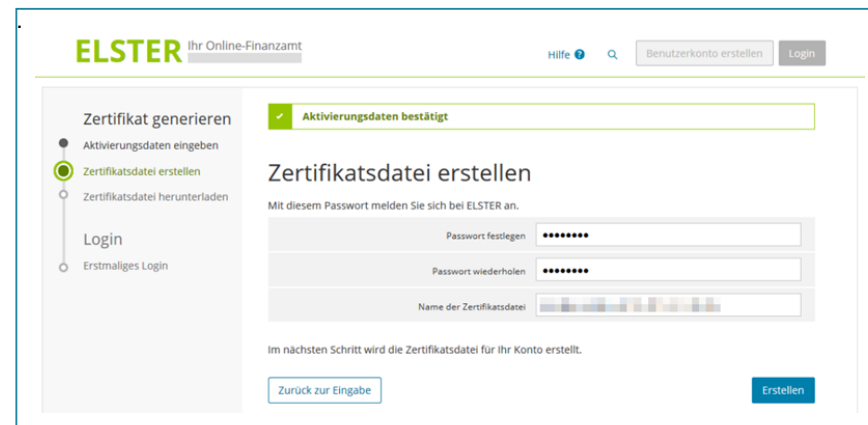 .
ELSTER Ihr Online-Finanzamt
Hilfe ? Benutzerkonto erstellen Login
Zertifikat generieren
Aktivierungsdaten eingeben
Zertifikatsdatei erstellen
Zertifikatsdatei herunterladen
Login
Erstmaliges Login
Aktivierungsdaten bestätigt
Zertifikatsdatei erstellen
Mit diesem Passwort melden Sie sich bei ELSTER an.
Passwort festlegen ••••••••
Passwort wiederholen ••••••••
Name der Zertifikatsdatei
Im nächsten Schritt wird die Zertifikatsdatei für Ihr Konto erstellt.
Zurück zur Eingabe Erstellen